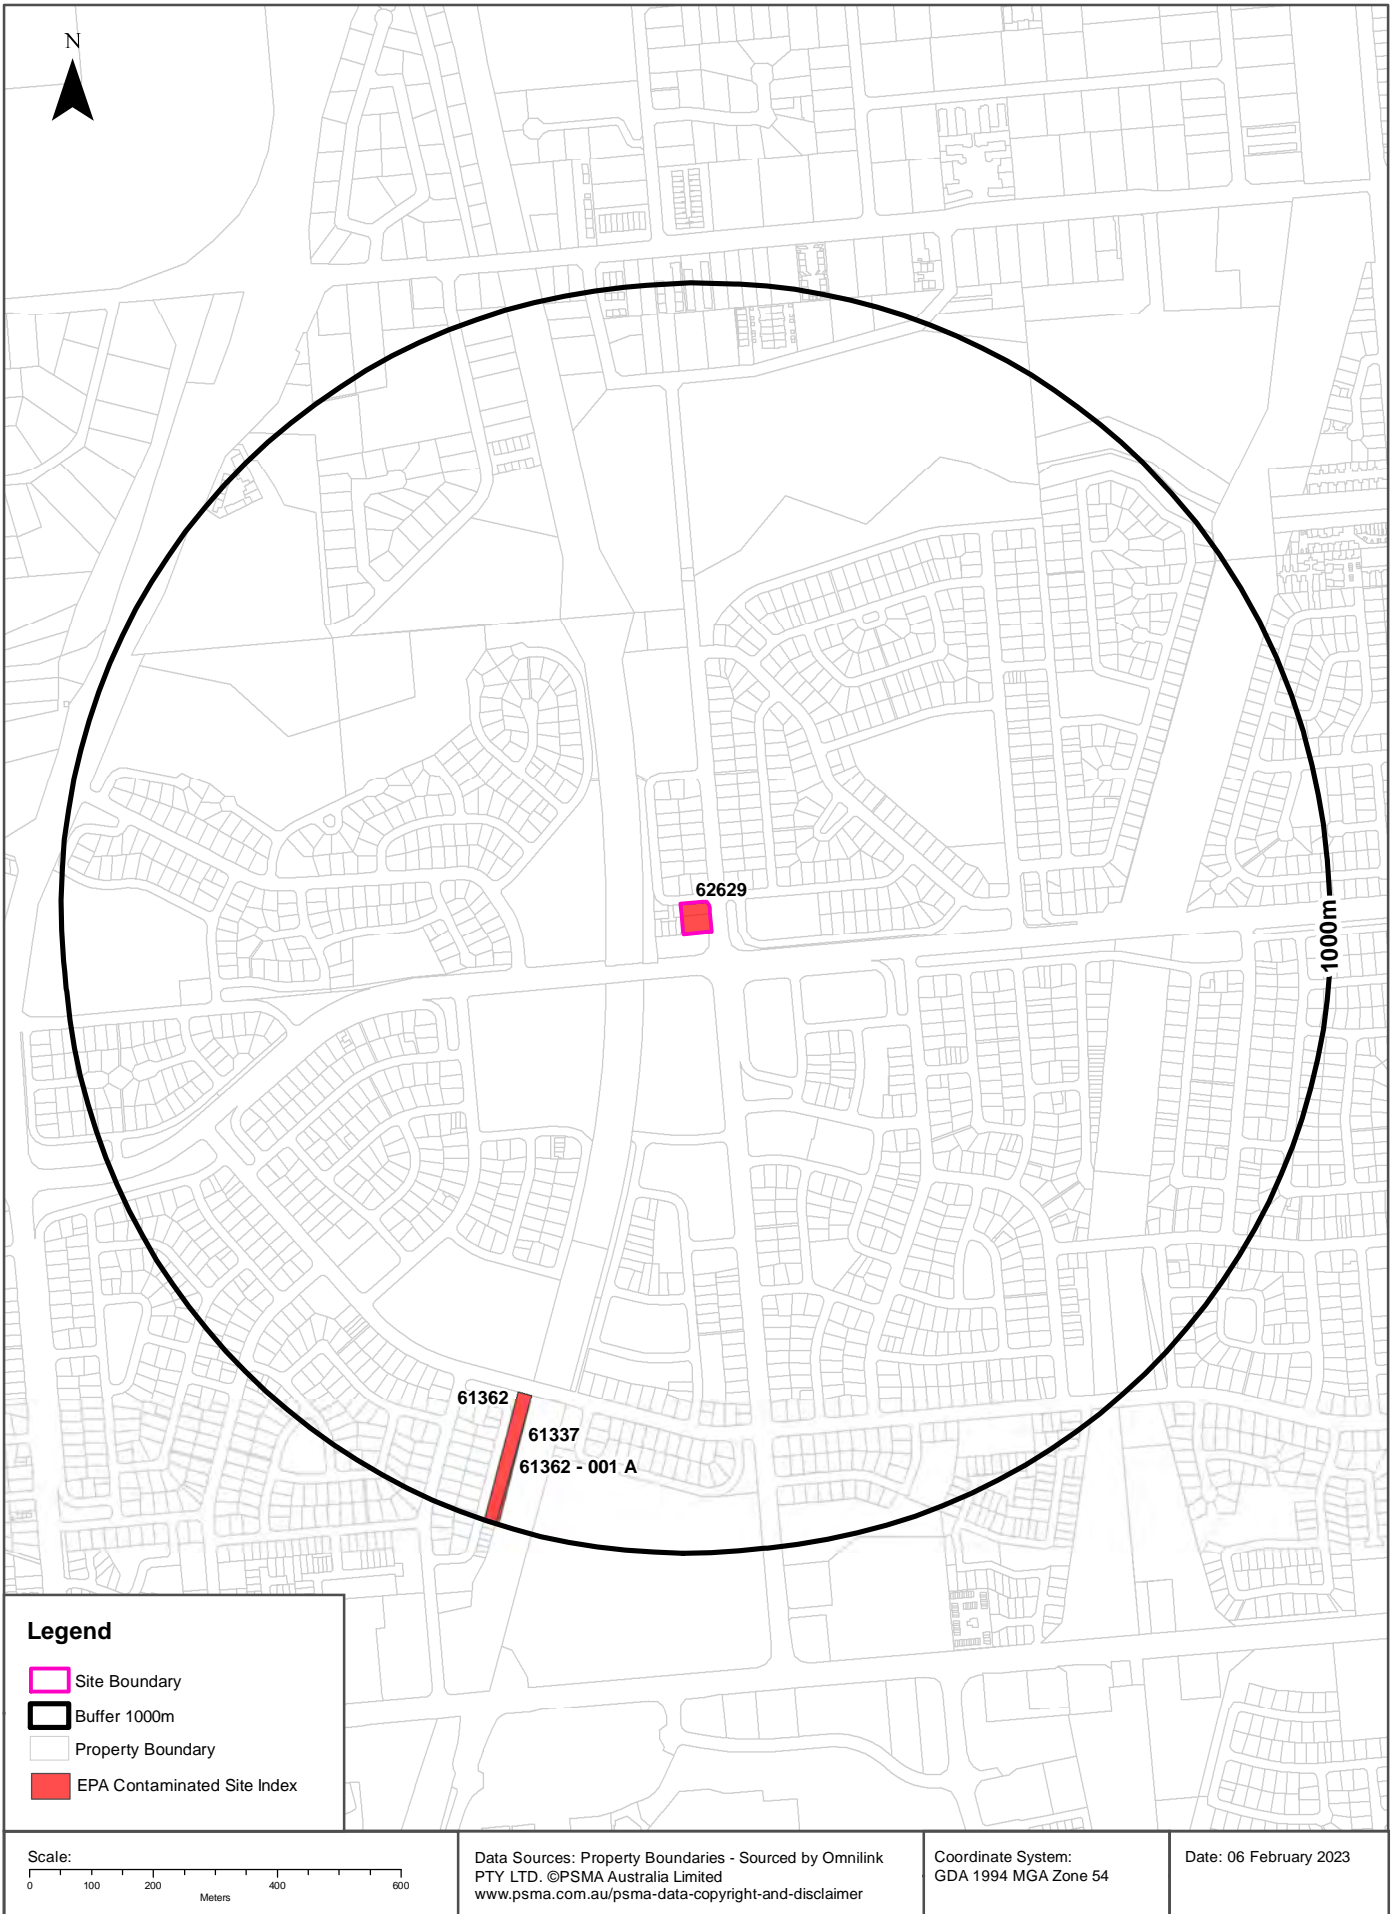 N
62629
1000m
61362
61337
61362 - 001 A
Legend
Site Boundary
Buffer 1000m
Property Boundary
EPA Contaminated Site Index
Scale:
0 100 200 400 600
Meters
Data Sources: Property Boundaries - Sourced by Omnilink
PTY LTD. ©PSMA Australia Limited
www.psma.com.au/psma-data-copyright-and-disclaimer
Coordinate System:
GDA 1994 MGA Zone 54
Date: 06 February 2023